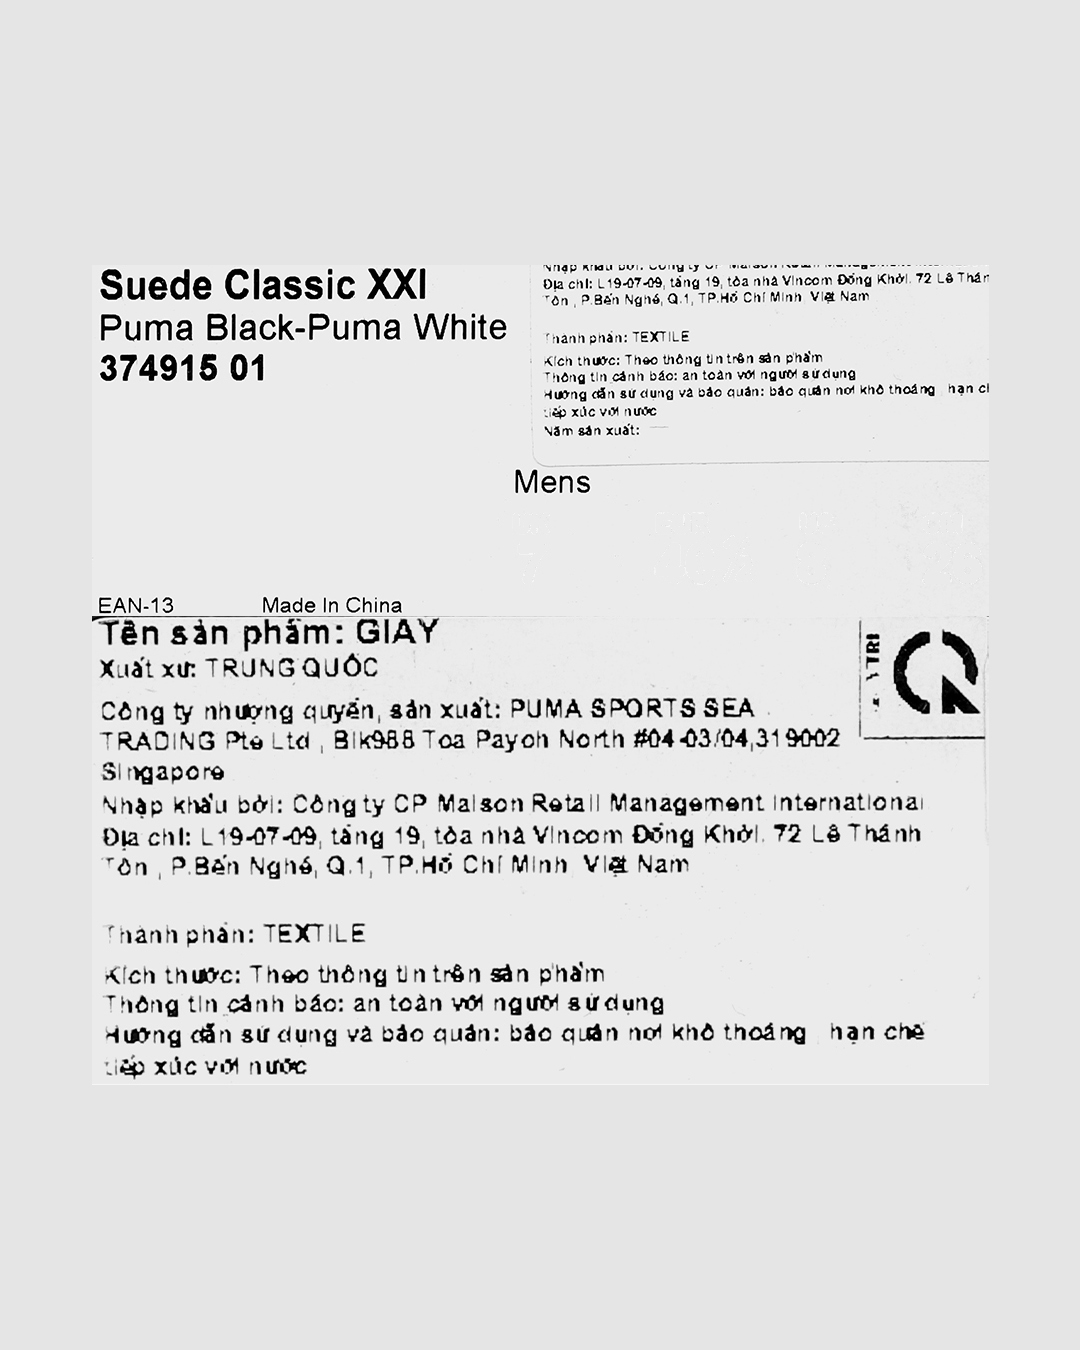 Suede Classic XXI
Puma Black-Puma White
374915 01
Địa chỉ: L19-07-09, tầng 19, tòa nhà Vincom Đồng Khởi. 72 Lê Thán
Tôn , P.Bến Nghé, Q.1, TP.Hồ Chí Minh Việt Nam
Thành phần: TEXTILE
Kích thước: Theo thông tin trên sản phẩm
Thông tin cảnh báo: an toàn với người sử dụng
Hướng dẫn sử dụng và bảo quản: bảo quản nơi khô thoáng hạn ch
tiếp xúc với nước
Năm sản xuất:
Mens
EAN-13 Made In China
Tên sản phẩm: GIAY
Xuất xứ: TRUNG QUỐC
Công ty nhượng quyền, sản xuất: PUMA SPORTS SEA
TRADING Pte Ltd , Blk988 Toa Payoh North #04-03/04,319002
Singapore
Nhập khẩu bởi: Công ty CP Maison Retail Management International
Địa chỉ: L19-07-09, tầng 19, tòa nhà Vincom Đồng Khởi. 72 Lê Thánh
Tôn , P.Bến Nghé, Q.1, TP.Hồ Chí Minh Việt Nam
Thành phần: TEXTILE
Kích thước: Theo thông tin trên sản phẩm
Thông tin cảnh báo: an toàn với người sử dụng
Hướng dẫn sử dụng và bảo quản: bảo quản nơi khô thoáng hạn chế
tiếp xúc với nước